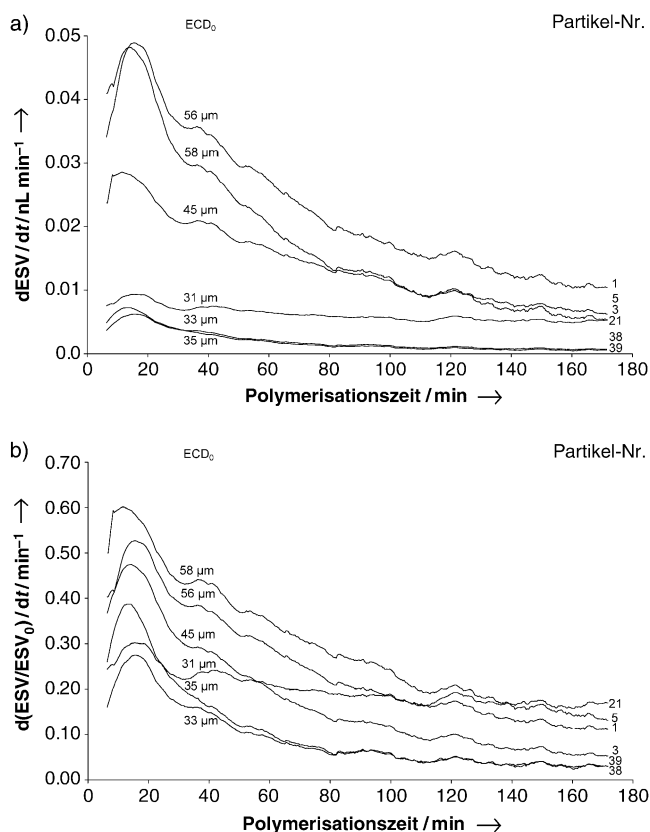 a)
ECD₀
Partikel-Nr.
0.05
0.04
0.03
0.02
0.01
0.0
dESV / dt / nL min⁻¹ →
56 µm
58 µm
45 µm
31 µm
33 µm
35 µm
1
5
3
21
38
39
0 20 40 60 80 100 120 140 160 180
Polymerisationszeit / min →
b)
ECD₀
Partikel-Nr.
0.70
0.60
0.50
0.40
0.30
0.20
0.10
0.00
d(ESV/ESV₀) / dt / min⁻¹ →
58 µm
56 µm
45 µm
31 µm
35 µm
33 µm
21
5
1
3
39
38
0 20 40 60 80 100 120 140 160 180
Polymerisationszeit / min →